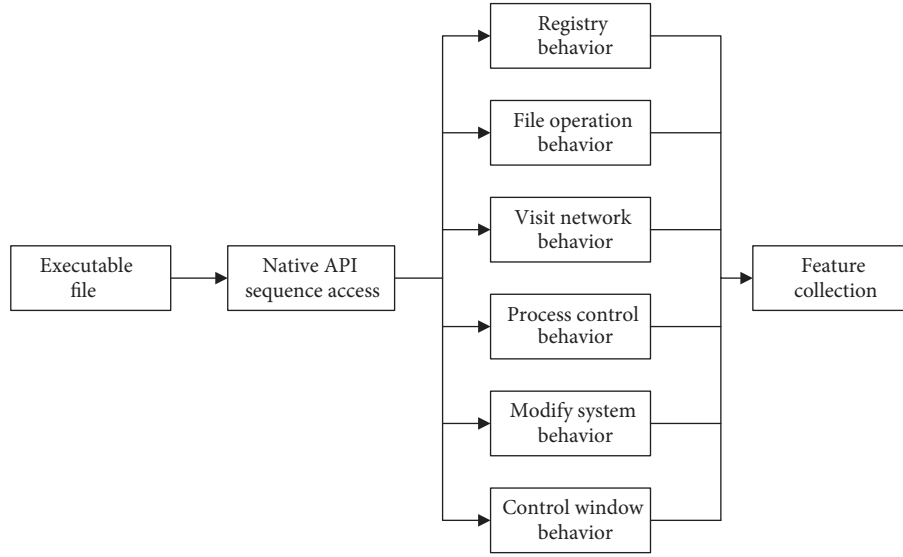 Executable
file
Native API
sequence access
Registry
behavior
File operation
behavior
Visit network
behavior
Process control
behavior
Modify system
behavior
Control window
behavior
Feature
collection